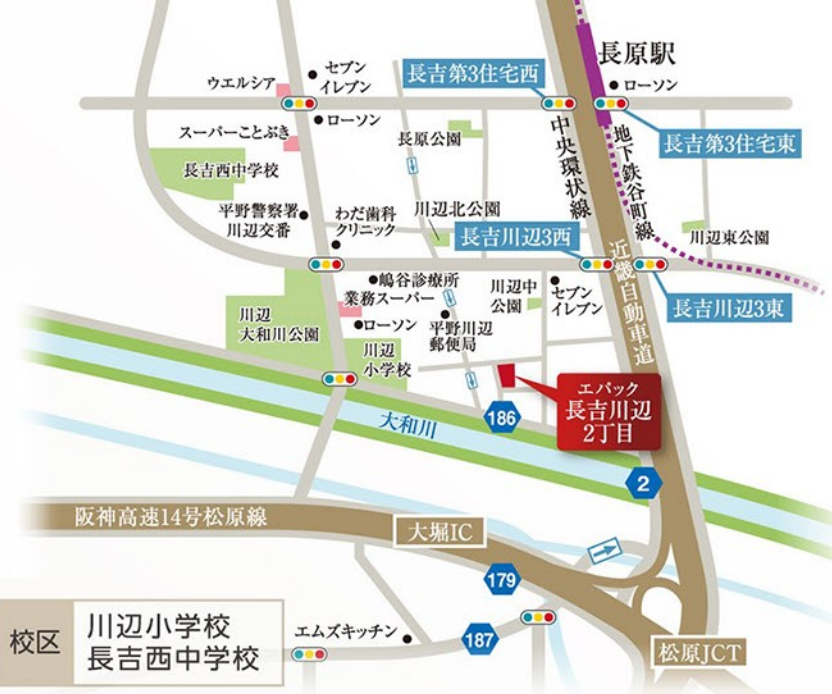 長原駅
ローソン
セブン
イレブン
ウエルシア
長吉第3住宅西
ローソン
スーパーことぶき
長原公園
中央環状線
地下鉄谷町線
長吉第3住宅東
長吉西中学校
平野警察署
川辺交番
わだ歯科
クリニック
川辺北公園
長吉川辺3西
川辺東公園
近畿自動車道
嶋谷診療所
業務スーパー
ローソン
川辺中
公園
セブン
イレブン
長吉川辺3東
川辺
大和川公園
平野川辺
郵便局
川辺
小学校
エパック
長吉川辺
2丁目
186
大和川
2
阪神高速14号松原線
大堀IC
179
187
エムズキッチン
松原JCT
校区
川辺小学校
長吉西中学校